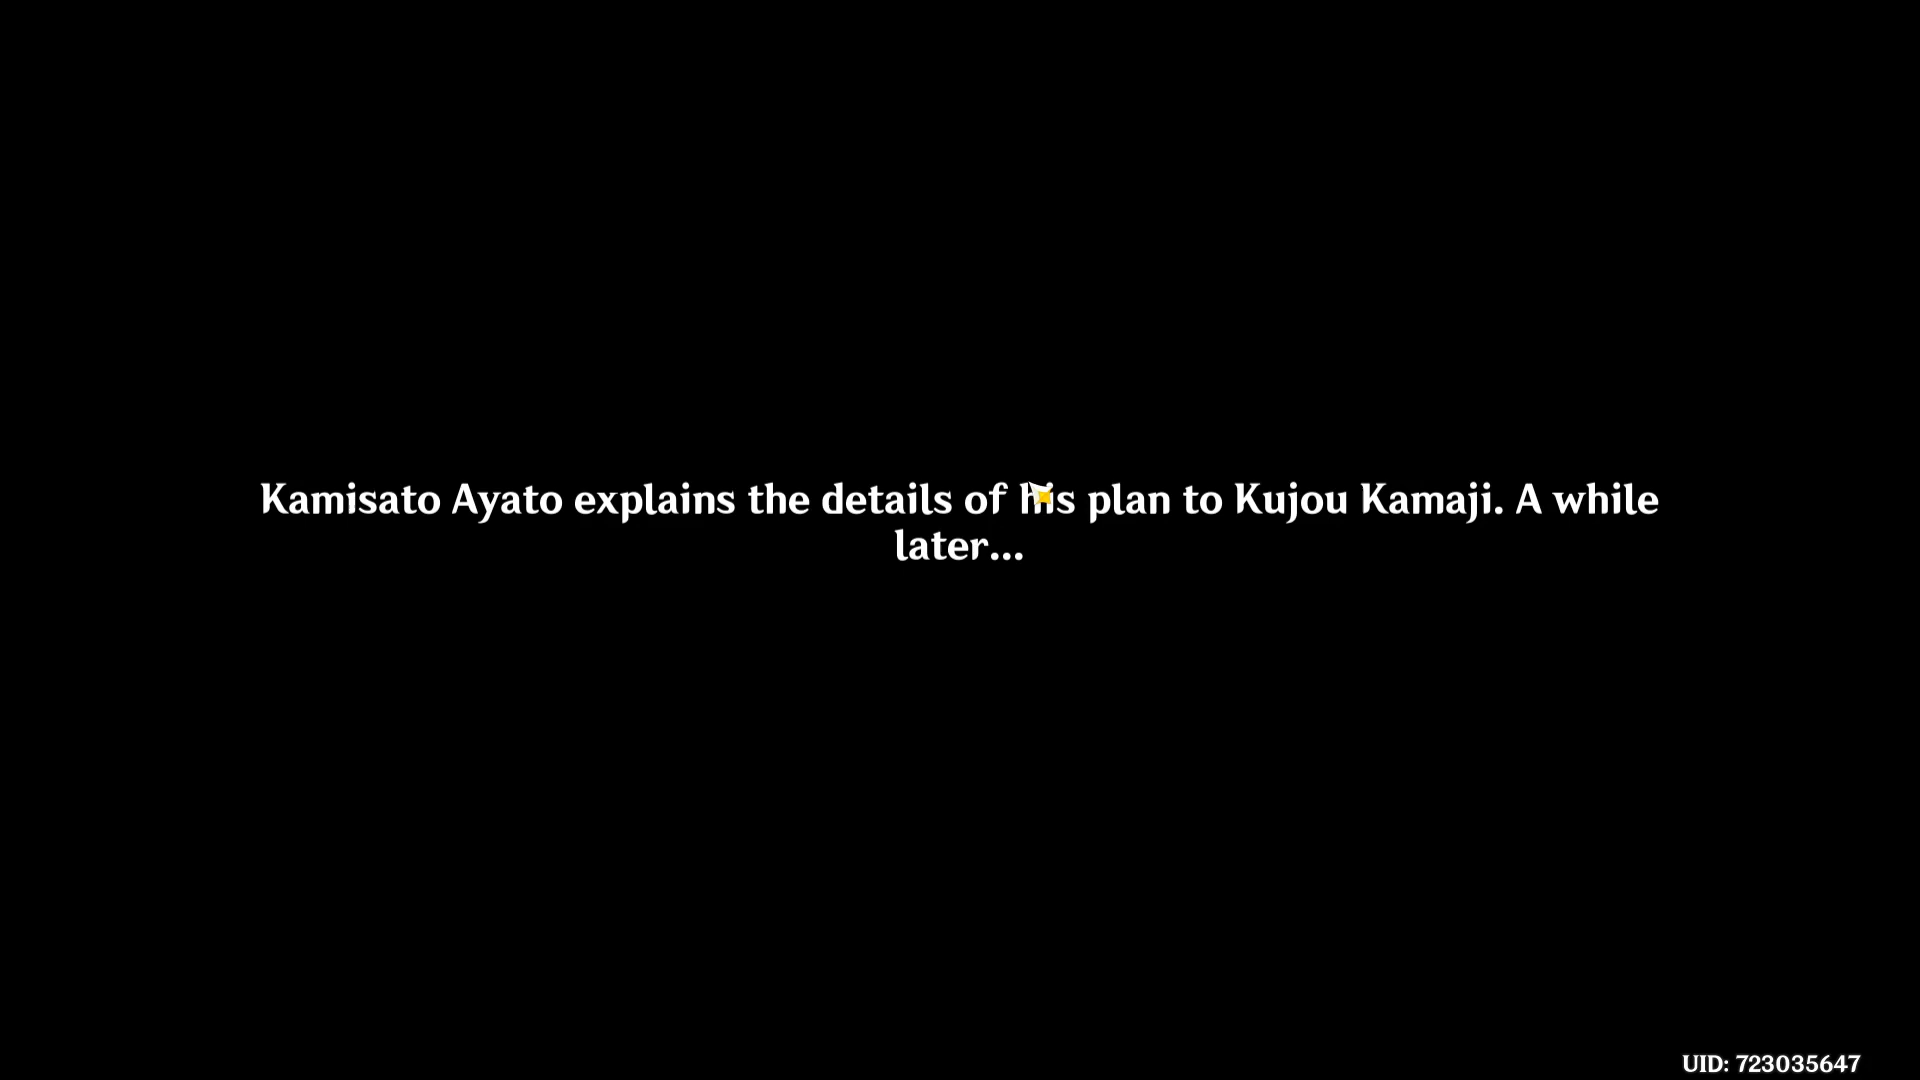 Kamisato Ayato explains the details of his plan to Kujou Kamaji. A while
later...
UID: 723035647